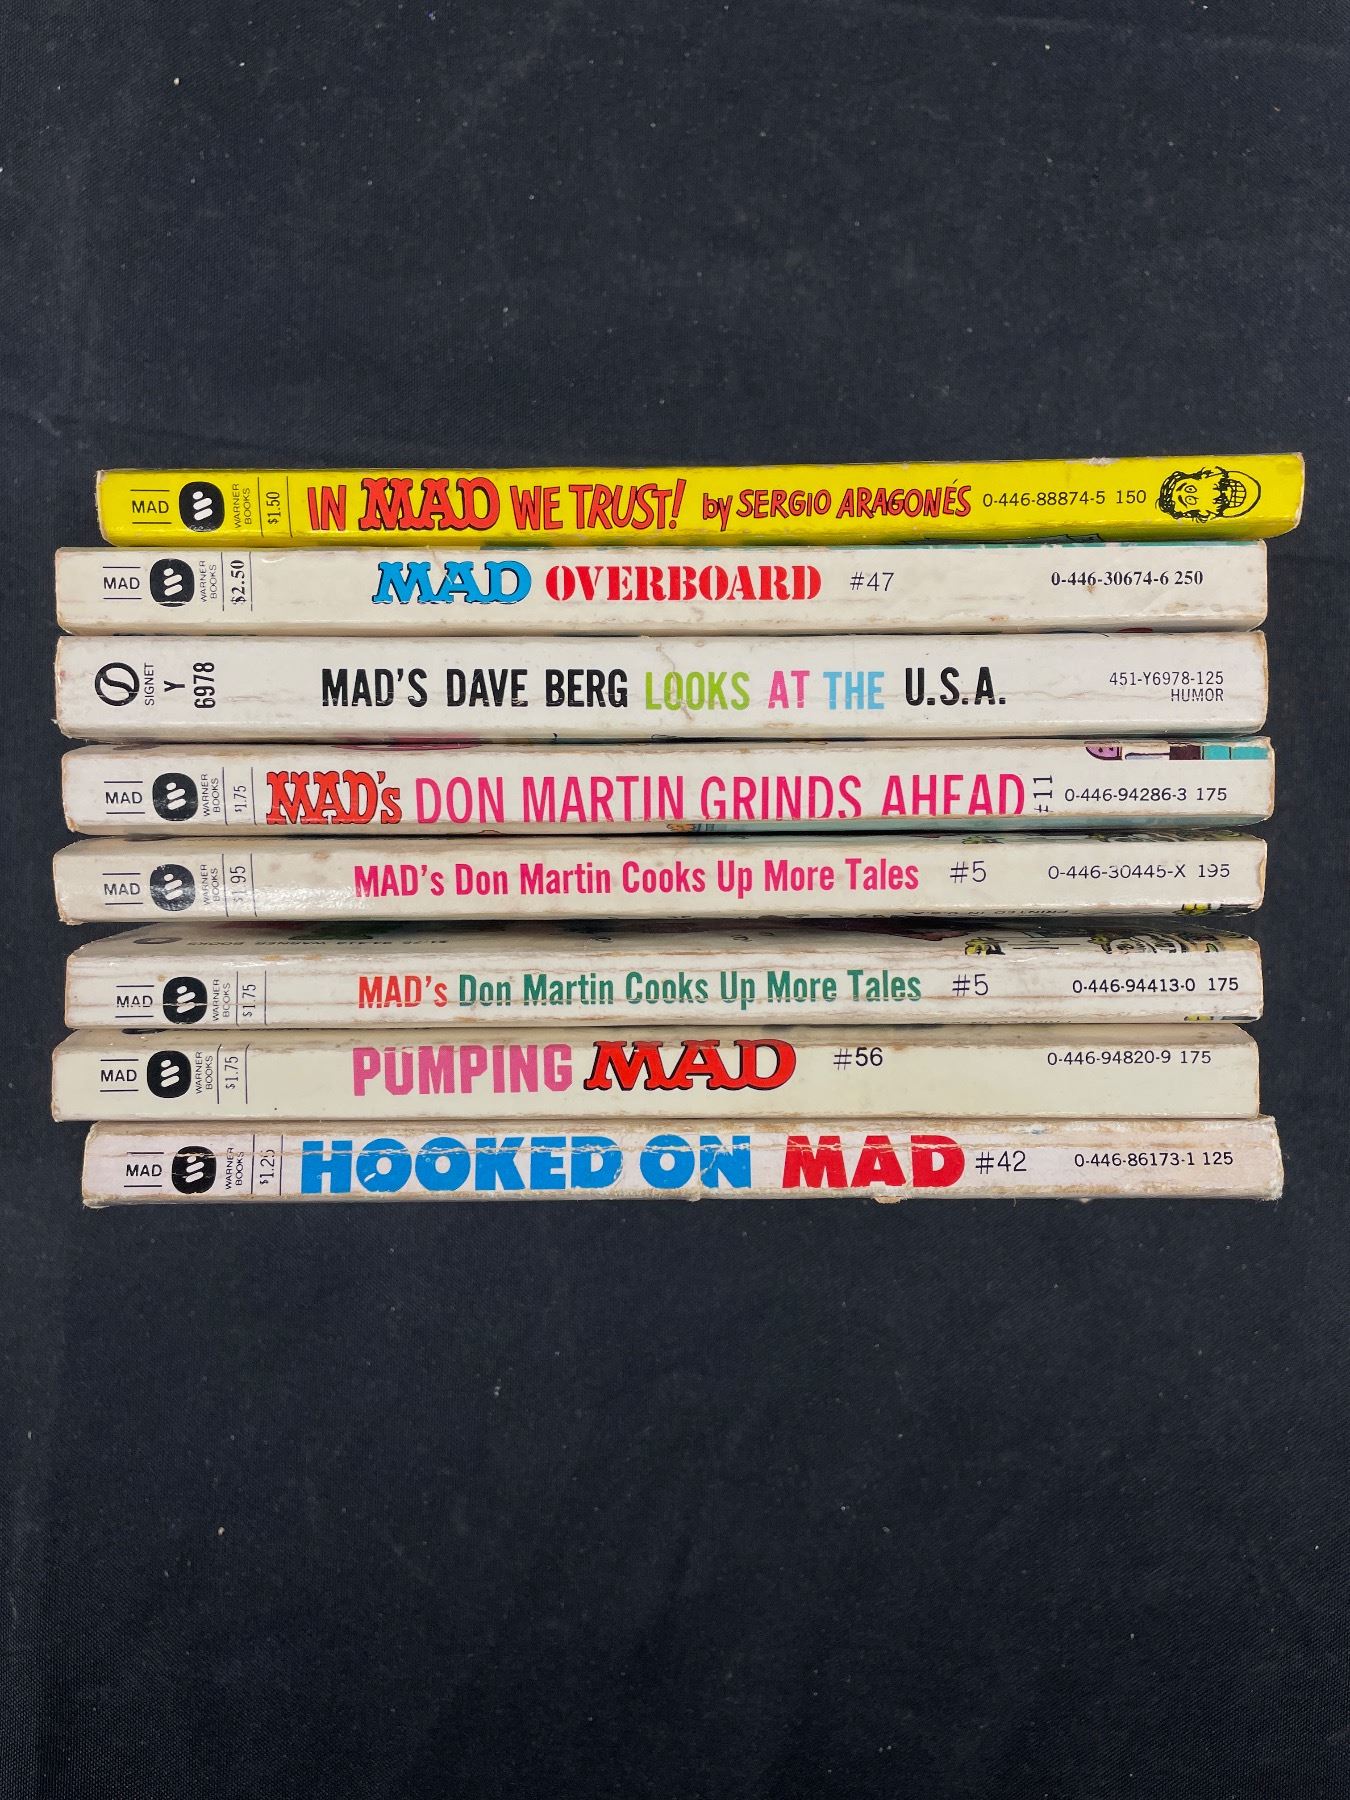 MAD WARNER BOOKS $1.50 IN MAD WE TRUST! by SERGIO ARAGONÉS 0-446-88874-5 150
MAD WARNER BOOKS $2.50 MAD OVERBOARD #47 0-446-30674-6 250
SIGNET Y 6978 MAD'S DAVE BERG LOOKS AT THE U.S.A. 451-Y6978-125 HUMOR
MAD WARNER BOOKS $1.75 MAD's DON MARTIN GRINDS AHEAD #11 0-446-94286-3 175
MAD WARNER BOOKS $1.95 MAD's Don Martin Cooks Up More Tales #5 0-446-30445-X 195
PRINTED IN U.S.A.
MAD WARNER BOOKS $1.75 MAD's Don Martin Cooks Up More Tales #5 0-446-94413-0 175
MAD WARNER BOOKS $1.75 PUMPING MAD #56 0-446-94820-9 175
MAD WARNER BOOKS $1.25 HOOKED ON MAD #42 0-446-86173-1 125